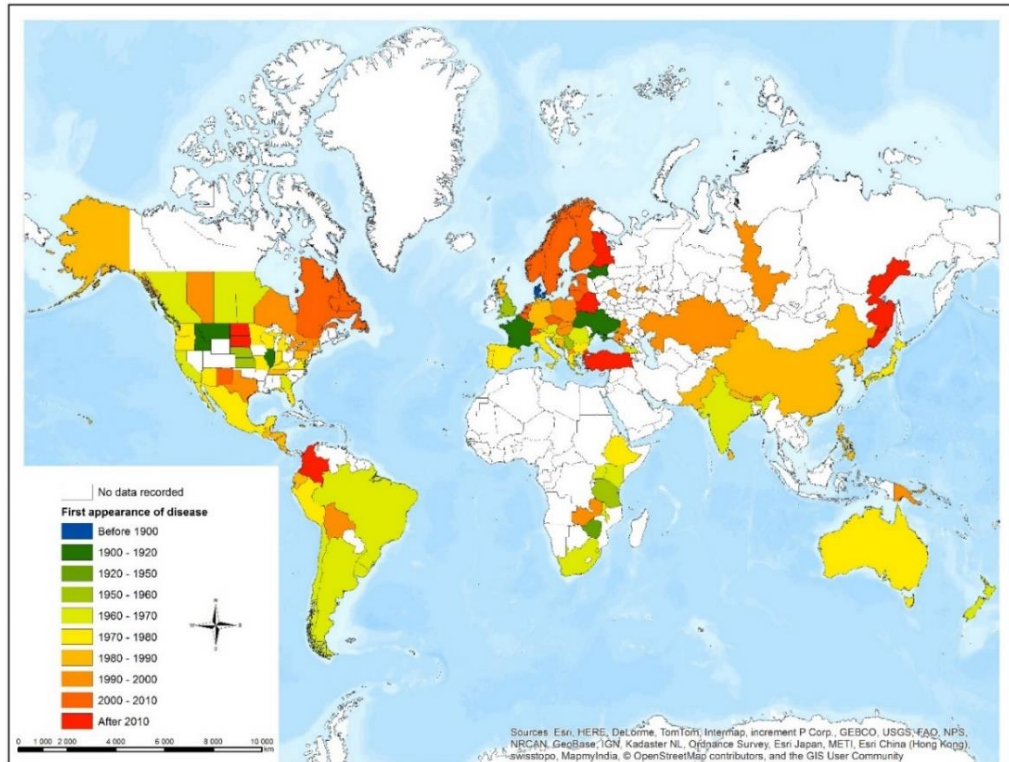 No data recorded
First appearance of disease
Before 1900
1900 - 1920
1920 - 1950
1950 - 1960
1960 - 1970
1970 - 1980
1980 - 1990
1990 - 2000
2000 - 2010
After 2010
0 1 000 2 000 4 000 6 000 8 000 10 000
km
Sources: Esri, HERE, DeLorme, TomTom, Intermap, increment P Corp., GEBCO, USGS, FAO, NPS,
NRCAN, GeoBase, IGN, Kadaster NL, Ordnance Survey, Esri Japan, METI, Esri China (Hong Kong),
swisstopo, MapmyIndia, © OpenStreetMap contributors, and the GIS User Community